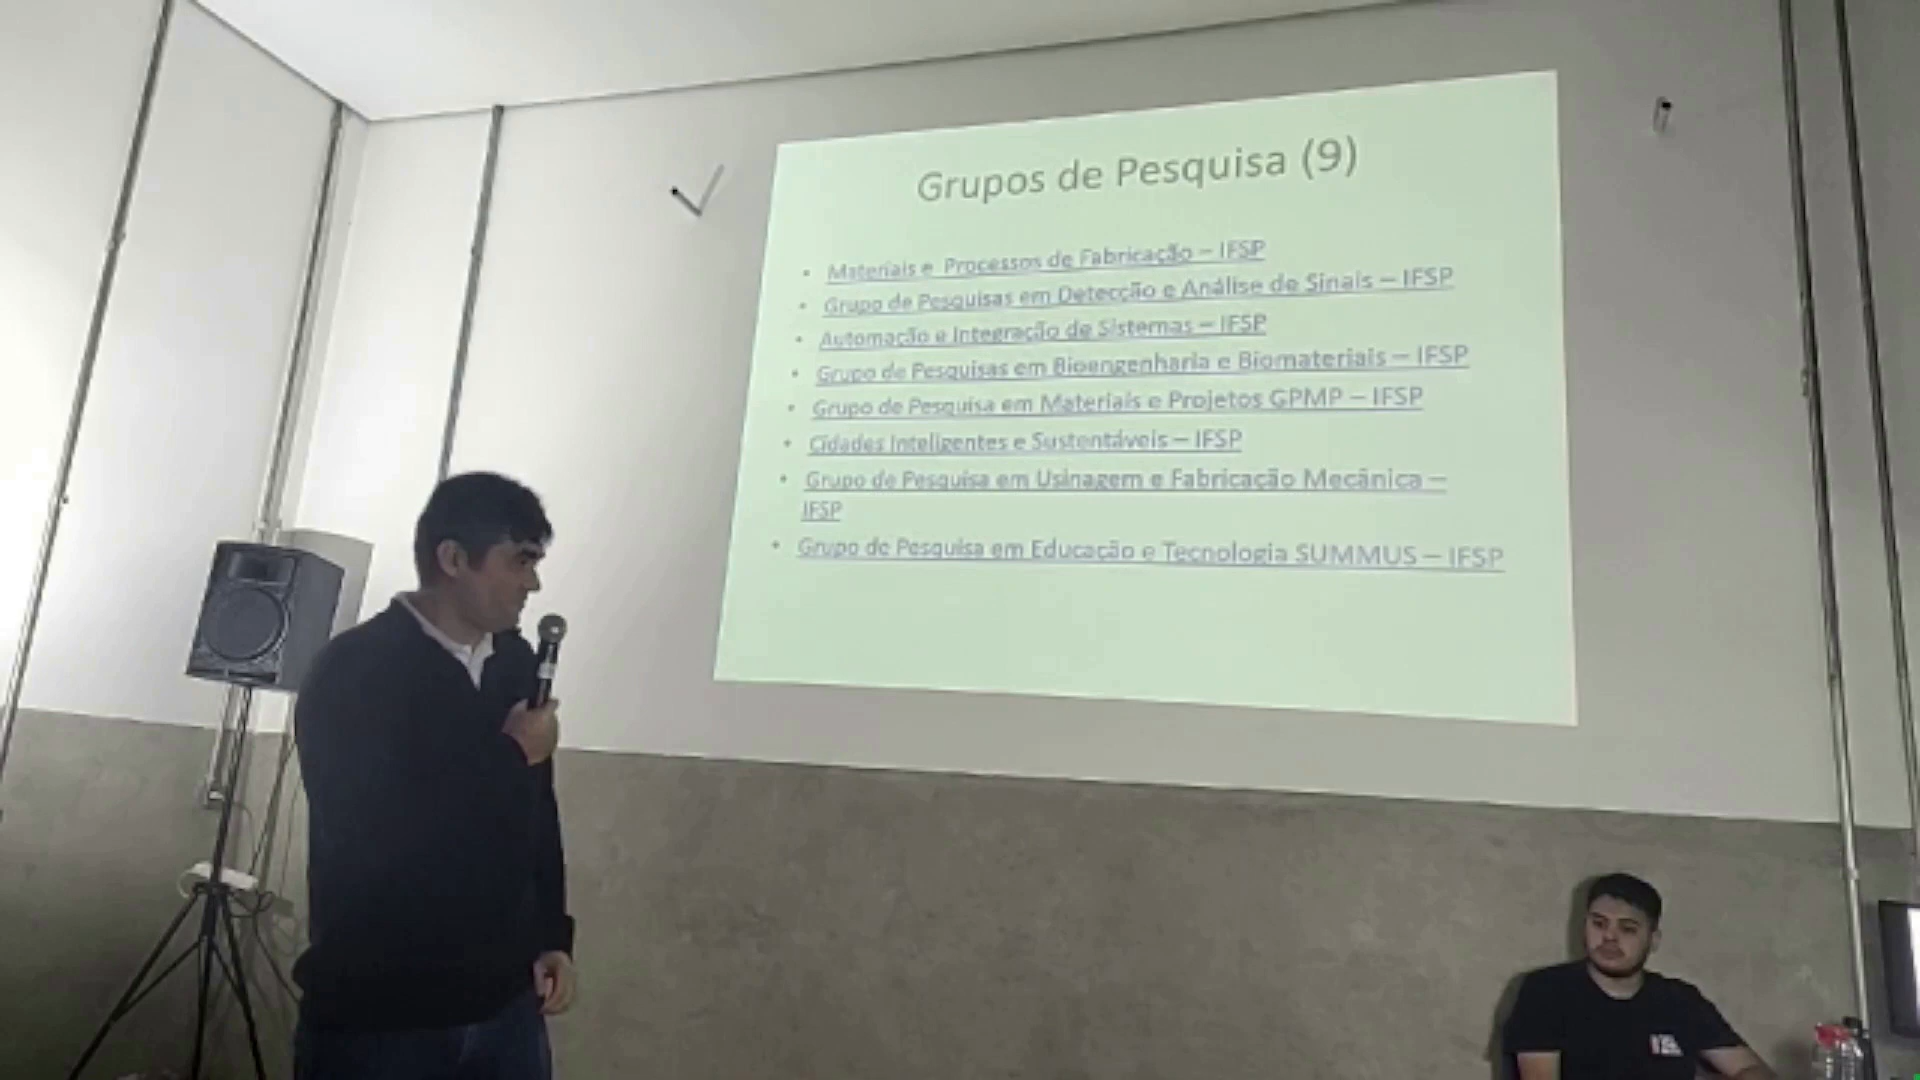 Grupos de Pesquisa (9)
• Materiais e Processos de Fabricação – IFSP
• Grupo de Pesquisas em Detecção e Análise de Sinais – IFSP
• Automação e Integração de Sistemas – IFSP
• Grupo de Pesquisas em Bioengenharia e Biomateriais – IFSP
• Grupo de Pesquisa em Materiais e Projetos GPMP – IFSP
• Cidades Inteligentes e Sustentáveis – IFSP
• Grupo de Pesquisa em Usinagem e Fabricação Mecânica –
IFSP
• Grupo de Pesquisa em Educação e Tecnologia SUMMUS – IFSP